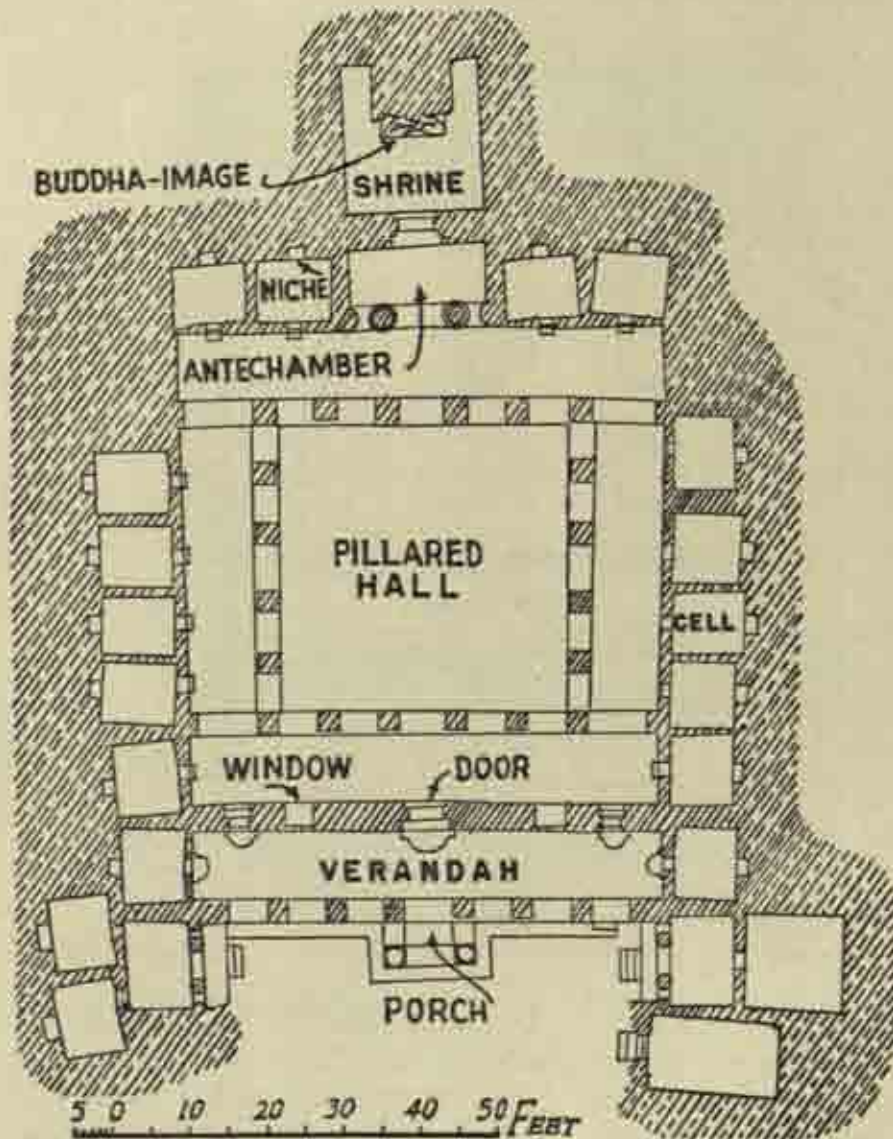 BUDDHA-IMAGE
SHRINE
NICHE
ANTECHAMBER
PILLARED
HALL
CELL
WINDOW
DOOR
VERANDAH
PORCH
5 0 10 20 30 40 50 FEET